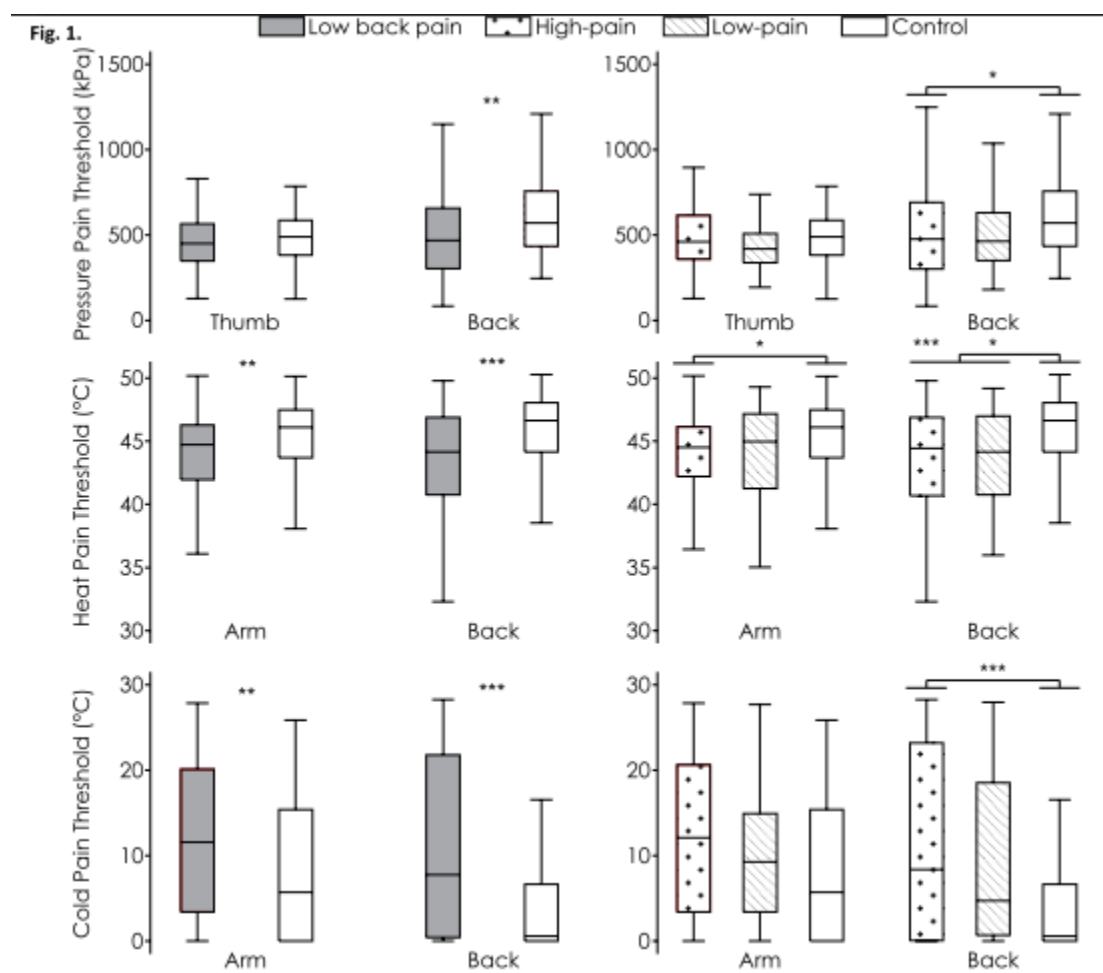 Fig. 1.
Low back pain High-pain Low-pain Control
Pressure Pain Threshold (kPa)
1500
1000
500
0
**
Thumb Back
1500
1000
500
0
*
Thumb Back
Heat Pain Threshold (°C)
50
45
40
35
30
** ***
Arm Back
50
45
40
35
30
* *** *
Arm Back
Cold Pain Threshold (°C)
30
20
10
0
** ***
Arm Back
30
20
10
0
***
Arm Back